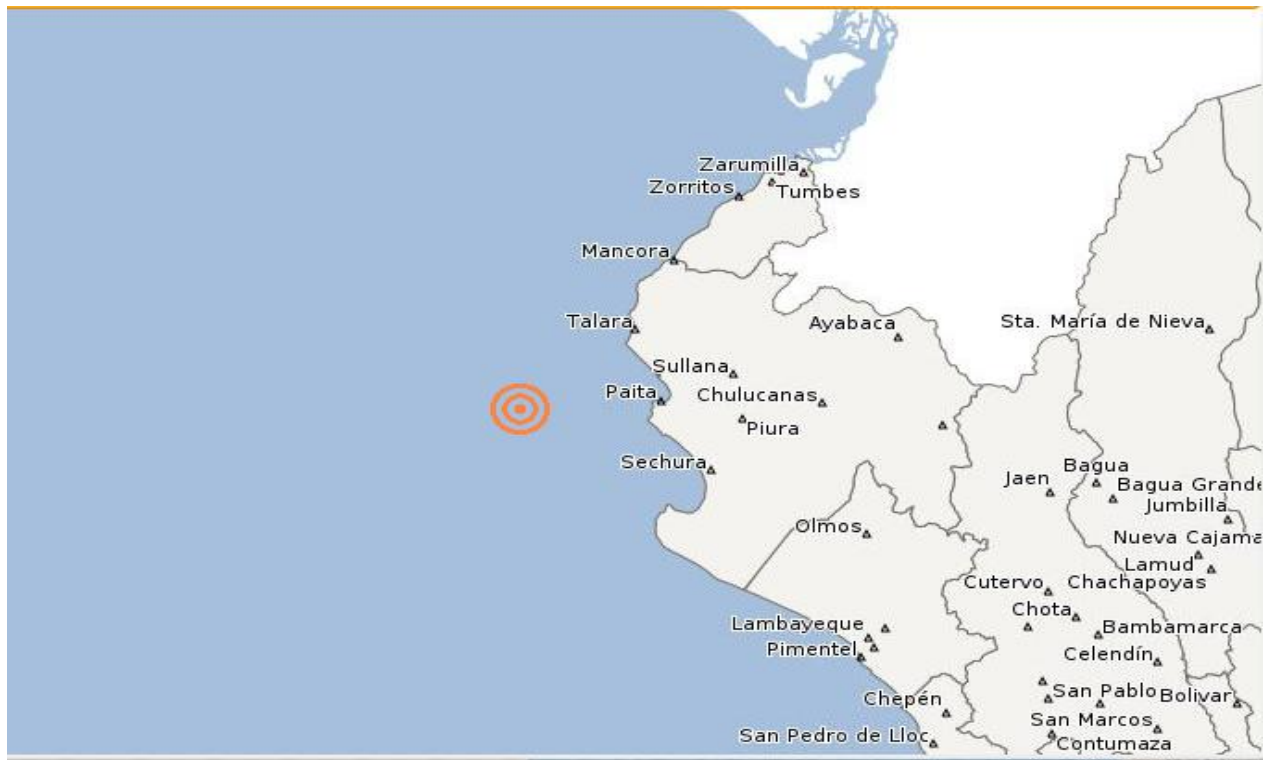 Zarumilla
Zorritos
Tumbes
Mancora
Talara
Ayabaca
Sta. María de Nieva
Sullana
Paita
Chulucanas
Piura
Sechura
Bagua
Jaen
Bagua Grande
Jumbilla
Olmos
Nueva Cajama
Lamud
Cutervo
Chachapoyas
Chota
Lambayeque
Bambamarca
Pimentel
Celendín
San Pablo
Bolivar
Chepén
San Marcos
San Pedro de Lloc
Contumaza